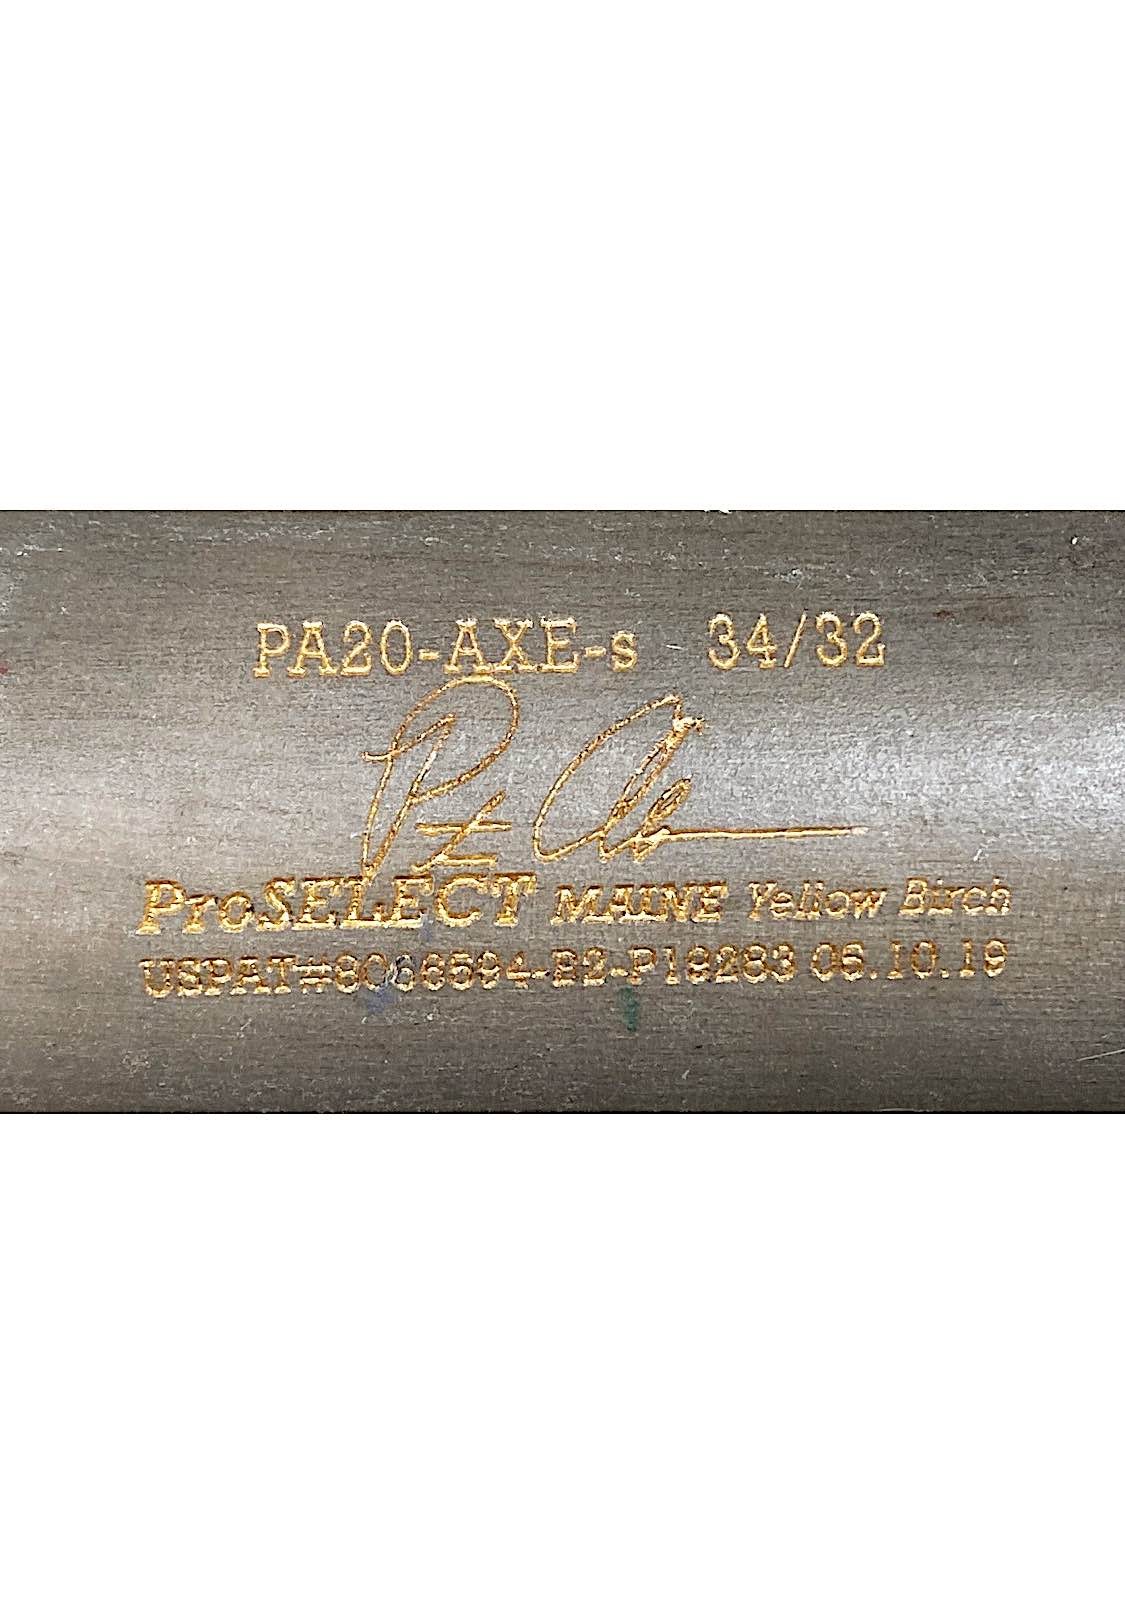 PA20-AXE-s 34/32
ProSELECT MAINE Yellow Birch
USPAT#8066594-B2-P19283 06.10.19